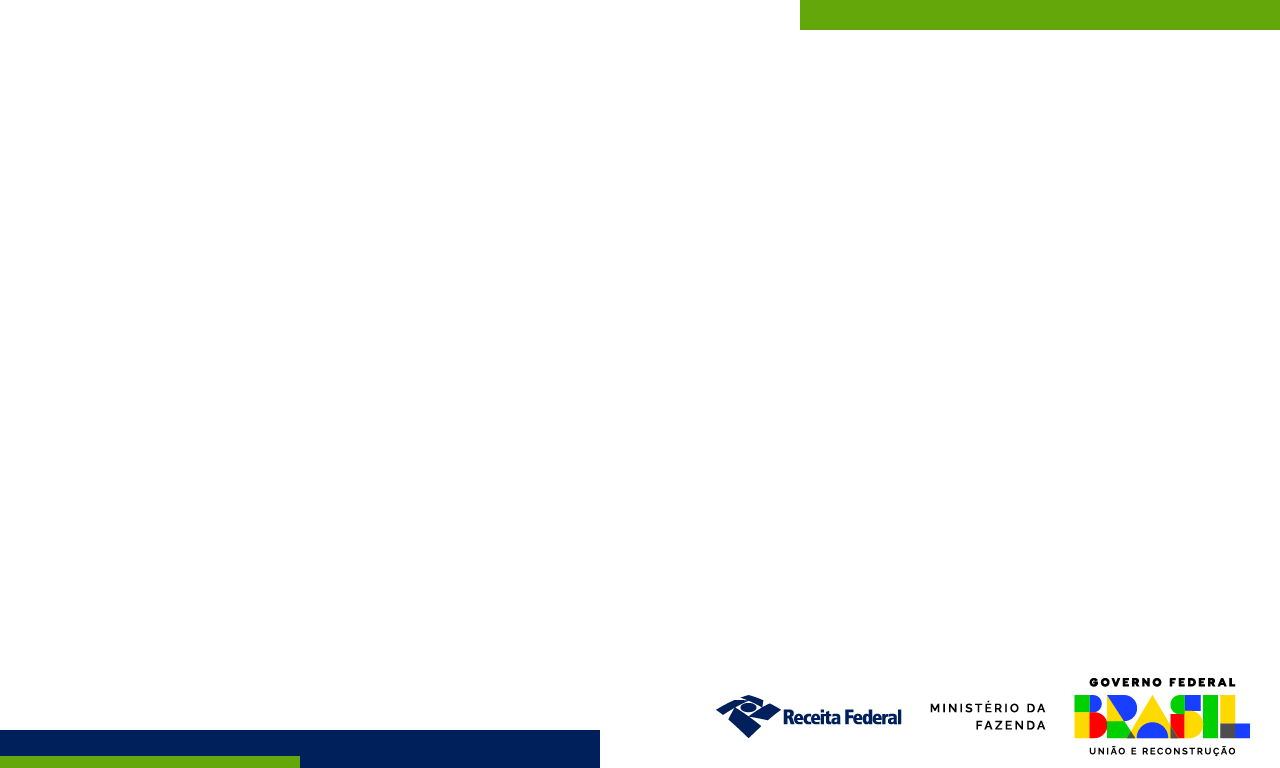 Receita Federal
MINISTÉRIO DA
FAZENDA
GOVERNO FEDERAL
BRASIL
UNIÃO E RECONSTRUÇÃO